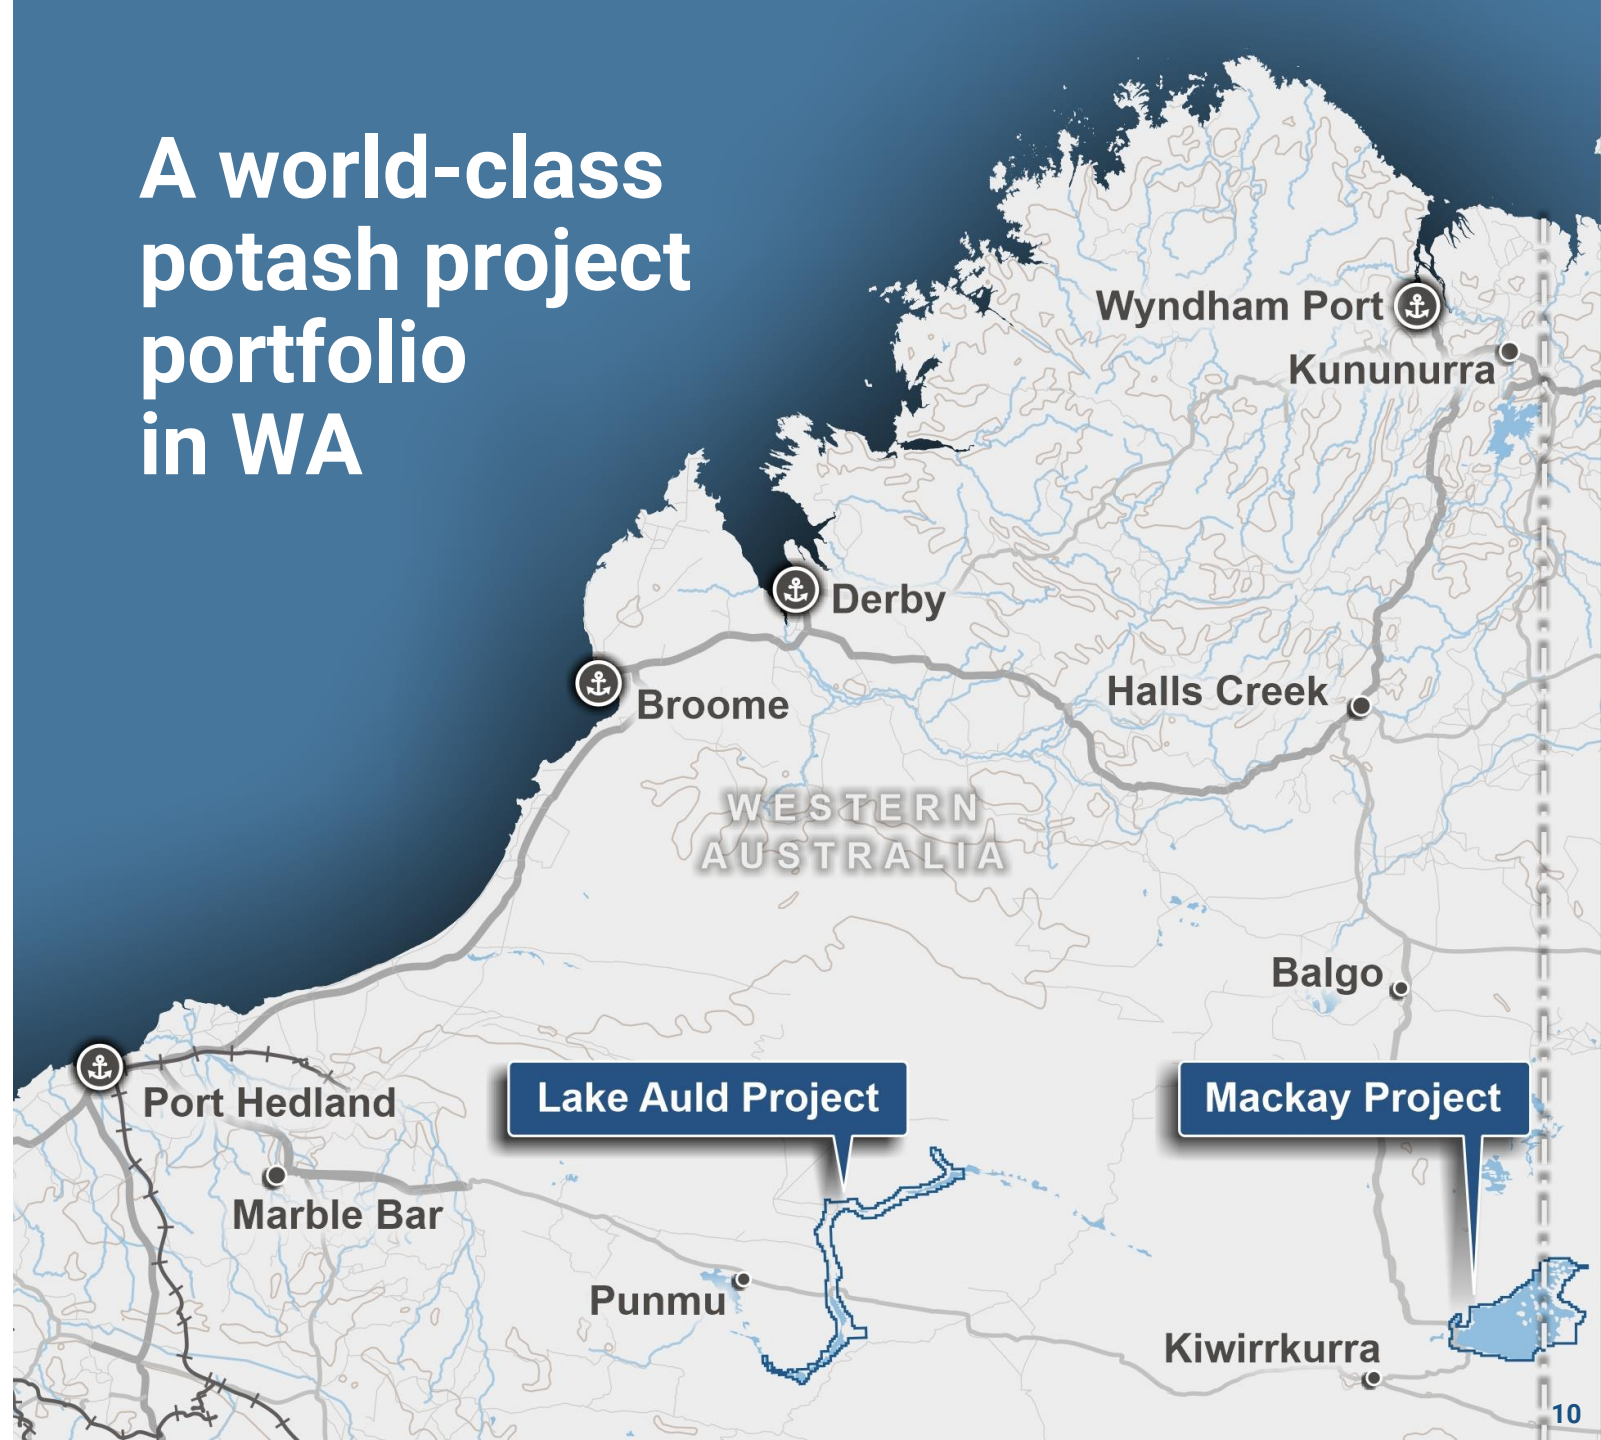 A world-class
potash project
portfolio
in WA
Wyndham Port
Kununurra
Derby
Broome
Halls Creek
WESTERN
AUSTRALIA
Balgo
Port Hedland
Lake Auld Project
Mackay Project
Marble Bar
Punmu
Kiwirrkurra
10